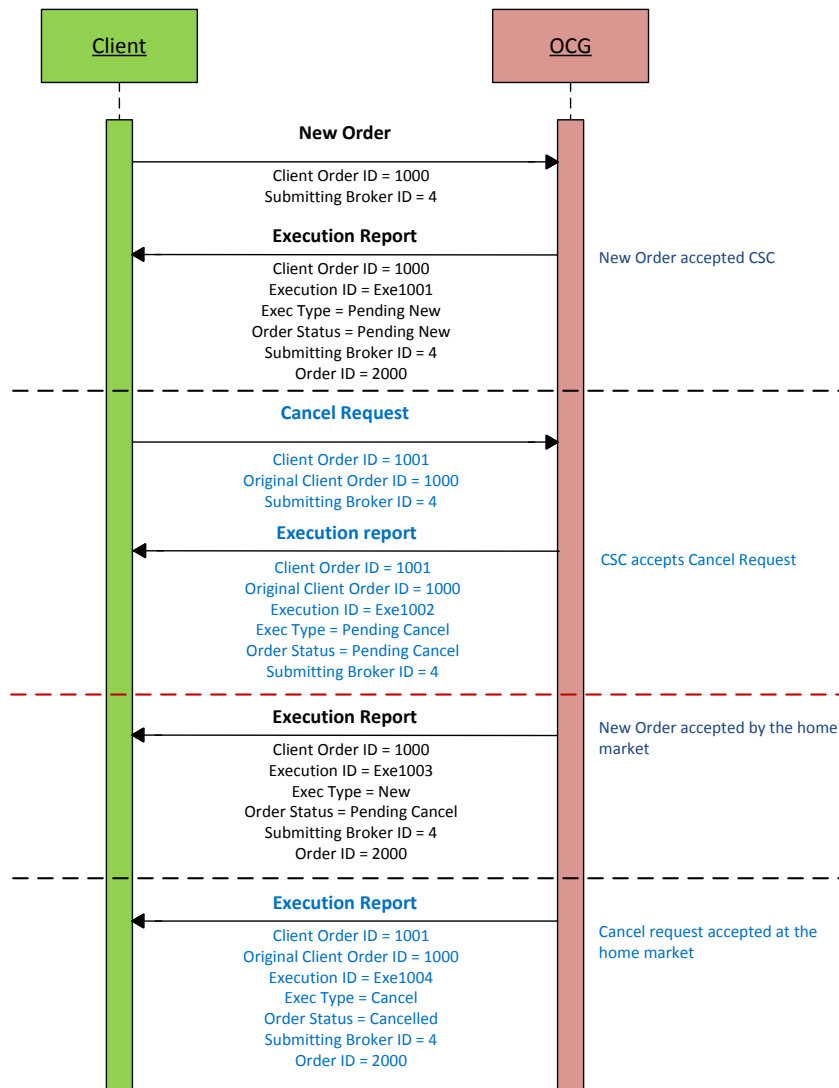 Client
OCG
New Order
Client Order ID = 1000
Submitting Broker ID = 4
Execution Report
New Order accepted CSC
Client Order ID = 1000
Execution ID = Exe1001
Exec Type = Pending New
Order Status = Pending New
Submitting Broker ID = 4
Order ID = 2000
Cancel Request
Client Order ID = 1001
Original Client Order ID = 1000
Submitting Broker ID = 4
Execution report
CSC accepts Cancel Request
Client Order ID = 1001
Original Client Order ID = 1000
Execution ID = Exe1002
Exec Type = Pending Cancel
Order Status = Pending Cancel
Submitting Broker ID = 4
Execution Report
New Order accepted by the home
market
Client Order ID = 1000
Execution ID = Exe1003
Exec Type = New
Order Status = Pending Cancel
Submitting Broker ID = 4
Order ID = 2000
Execution Report
Cancel request accepted at the
home market
Client Order ID = 1001
Original Client Order ID = 1000
Execution ID = Exe1004
Exec Type = Cancel
Order Status = Cancelled
Submitting Broker ID = 4
Order ID = 2000